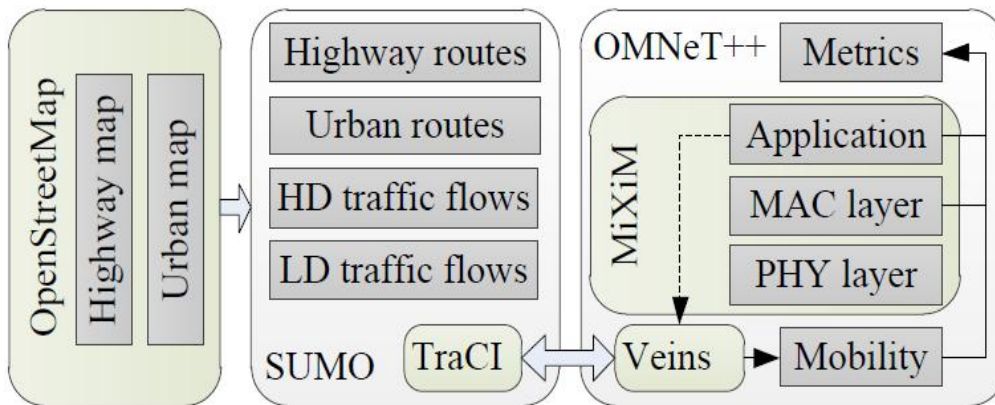 OpenStreetMap
Highway map
Urban map
Highway routes
Urban routes
HD traffic flows
LD traffic flows
SUMO
TraCI
OMNeT++
Metrics
MiXiM
Application
MAC layer
PHY layer
Veins
Mobility